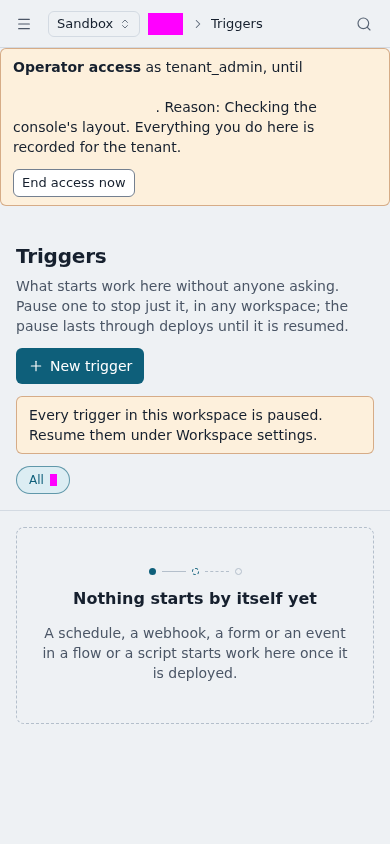 Sandbox
Triggers
Operator access as tenant_admin, until
. Reason: Checking the
console's layout. Everything you do here is
recorded for the tenant.
End access now
Triggers
What starts work here without anyone asking.
Pause one to stop just it, in any workspace; the
pause lasts through deploys until it is resumed.
New trigger
Every trigger in this workspace is paused.
Resume them under Workspace settings.
All
Nothing starts by itself yet
A schedule, a webhook, a form or an event
in a flow or a script starts work here once it
is deployed.